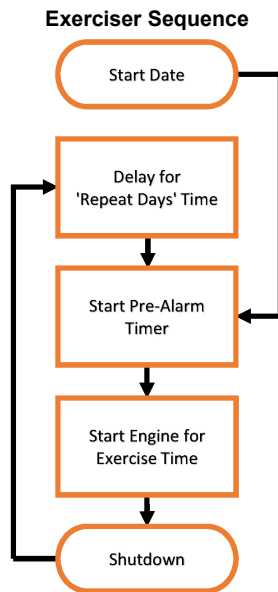 Exerciser Sequence
Start Date
Delay for
'Repeat Days' Time
Start Pre-Alarm
Timer
Start Engine for
Exercise Time
Shutdown